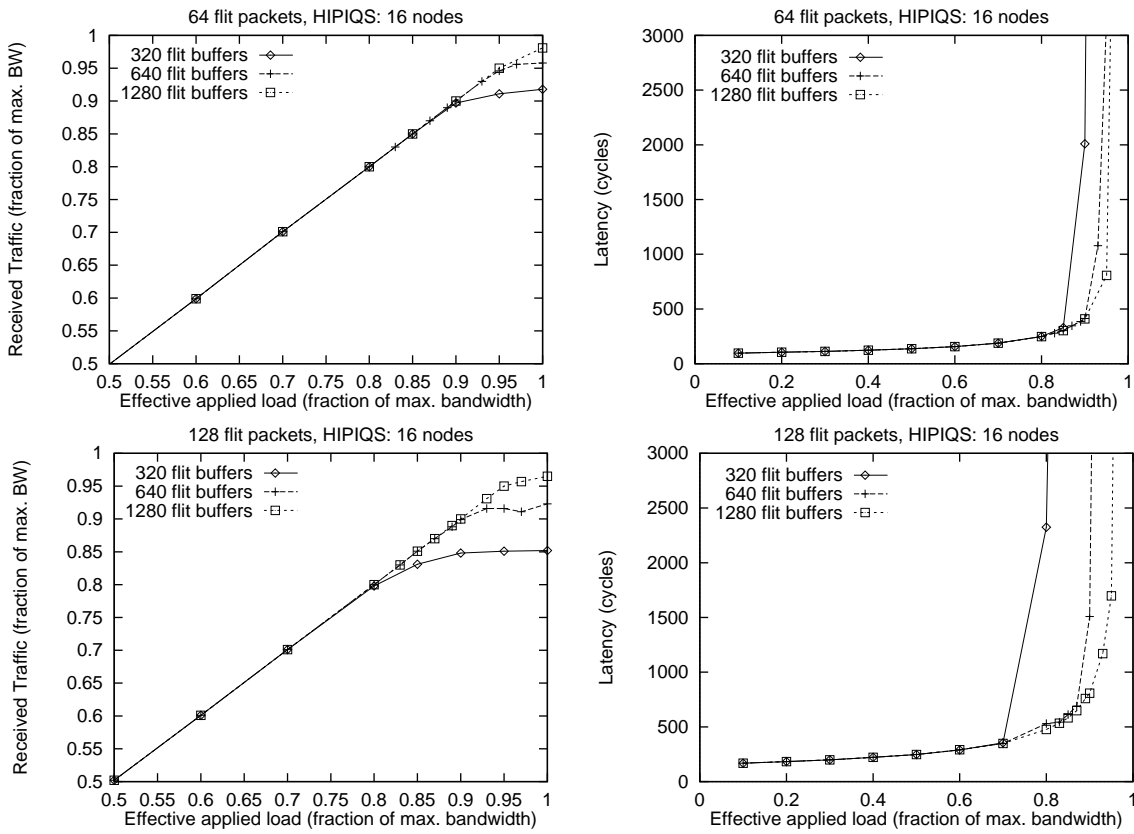 64 flit packets, HIPIQS: 16 nodes
Received Traffic (fraction of max. BW)
1
0.95
0.9
0.85
0.8
0.75
0.7
0.65
0.6
0.55
0.5
320 flit buffers
640 flit buffers
1280 flit buffers
0.5 0.55 0.6 0.65 0.7 0.75 0.8 0.85 0.9 0.95 1
Effective applied load (fraction of max. bandwidth)
64 flit packets, HIPIQS: 16 nodes
Latency (cycles)
3000
2500
2000
1500
1000
500
0
320 flit buffers
640 flit buffers
1280 flit buffers
0 0.2 0.4 0.6 0.8 1
Effective applied load (fraction of max. bandwidth)
128 flit packets, HIPIQS: 16 nodes
Received Traffic (fraction of max. BW)
1
0.95
0.9
0.85
0.8
0.75
0.7
0.65
0.6
0.55
0.5
320 flit buffers
640 flit buffers
1280 flit buffers
0.5 0.55 0.6 0.65 0.7 0.75 0.8 0.85 0.9 0.95 1
Effective applied load (fraction of max. bandwidth)
128 flit packets, HIPIQS: 16 nodes
Latency (cycles)
3000
2500
2000
1500
1000
500
0
320 flit buffers
640 flit buffers
1280 flit buffers
0 0.2 0.4 0.6 0.8 1
Effective applied load (fraction of max. bandwidth)